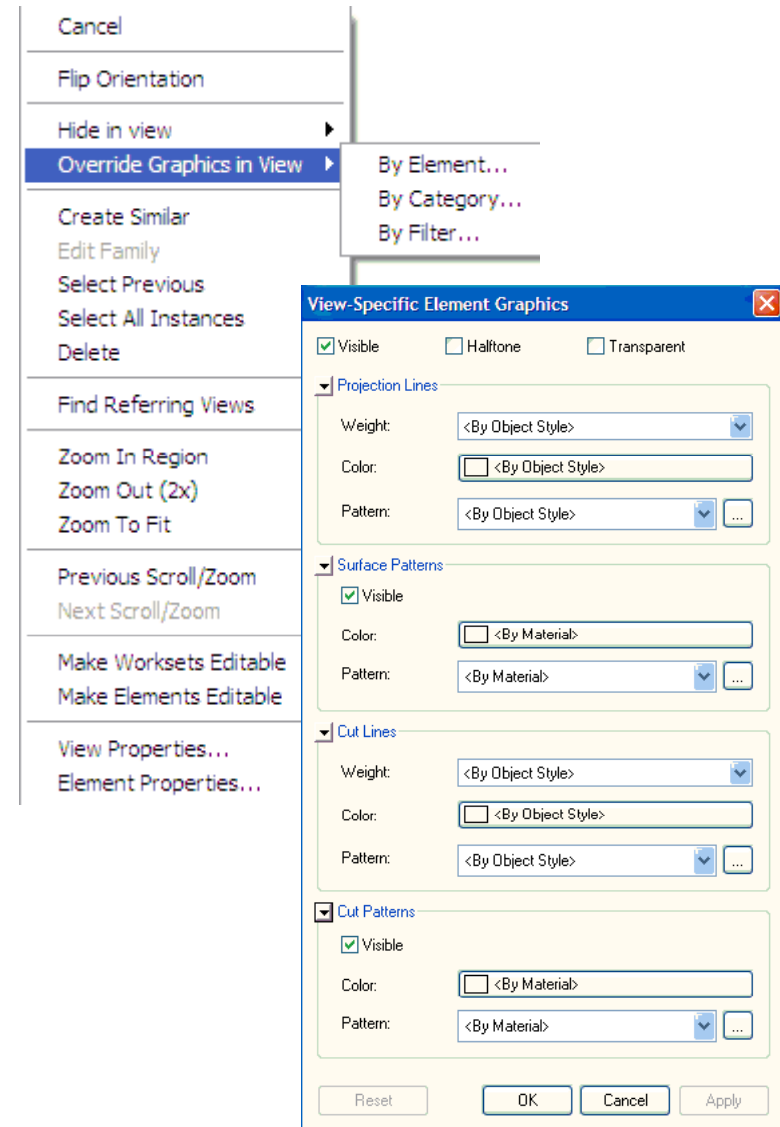 Cancel
Flip Orientation
Hide in view
Override Graphics in View
By Element...
By Category...
By Filter...
Create Similar
Edit Family
Select Previous
Select All Instances
Delete
Find Referring Views
Zoom In Region
Zoom Out (2x)
Zoom To Fit
Previous Scroll/Zoom
Next Scroll/Zoom
Make Worksets Editable
Make Elements Editable
View Properties...
Element Properties...
View-Specific Element Graphics
Visible Halftone Transparent
Projection Lines
Weight: <By Object Style>
Color: <By Object Style>
Pattern: <By Object Style> ...
Surface Patterns
Visible
Color: <By Material>
Pattern: <By Material> ...
Cut Lines
Weight: <By Object Style>
Color: <By Object Style>
Pattern: <By Object Style> ...
Cut Patterns
Visible
Color: <By Material>
Pattern: <By Material> ...
Reset OK Cancel Apply